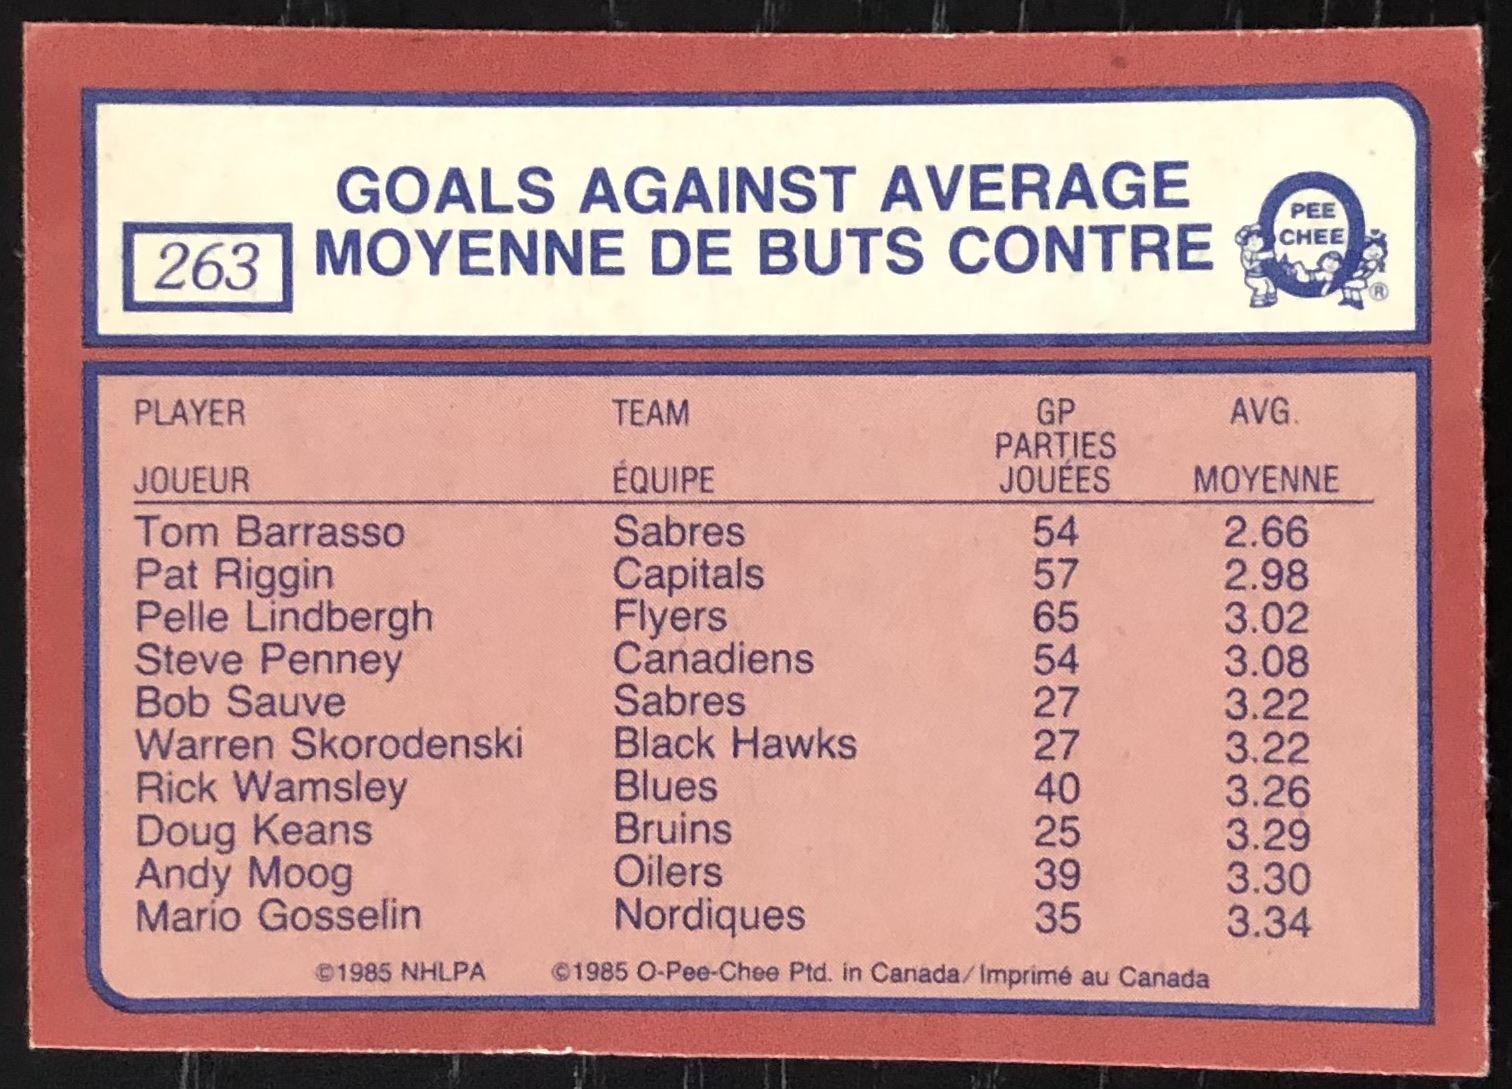 GOALS AGAINST AVERAGE
263 MOYENNE DE BUTS CONTRE
PEE
CHEE
®
PLAYER TEAM GP AVG.
PARTIES
JOUEUR ÉQUIPE JOUÉES MOYENNE
Tom Barrasso Sabres 54 2.66
Pat Riggin Capitals 57 2.98
Pelle Lindbergh Flyers 65 3.02
Steve Penney Canadiens 54 3.08
Bob Sauve Sabres 27 3.22
Warren Skorodenski Black Hawks 27 3.22
Rick Wamsley Blues 40 3.26
Doug Keans Bruins 25 3.29
Andy Moog Oilers 39 3.30
Mario Gosselin Nordiques 35 3.34
©1985 NHLPA ©1985 O-Pee-Chee Ptd. in Canada/Imprimé au Canada